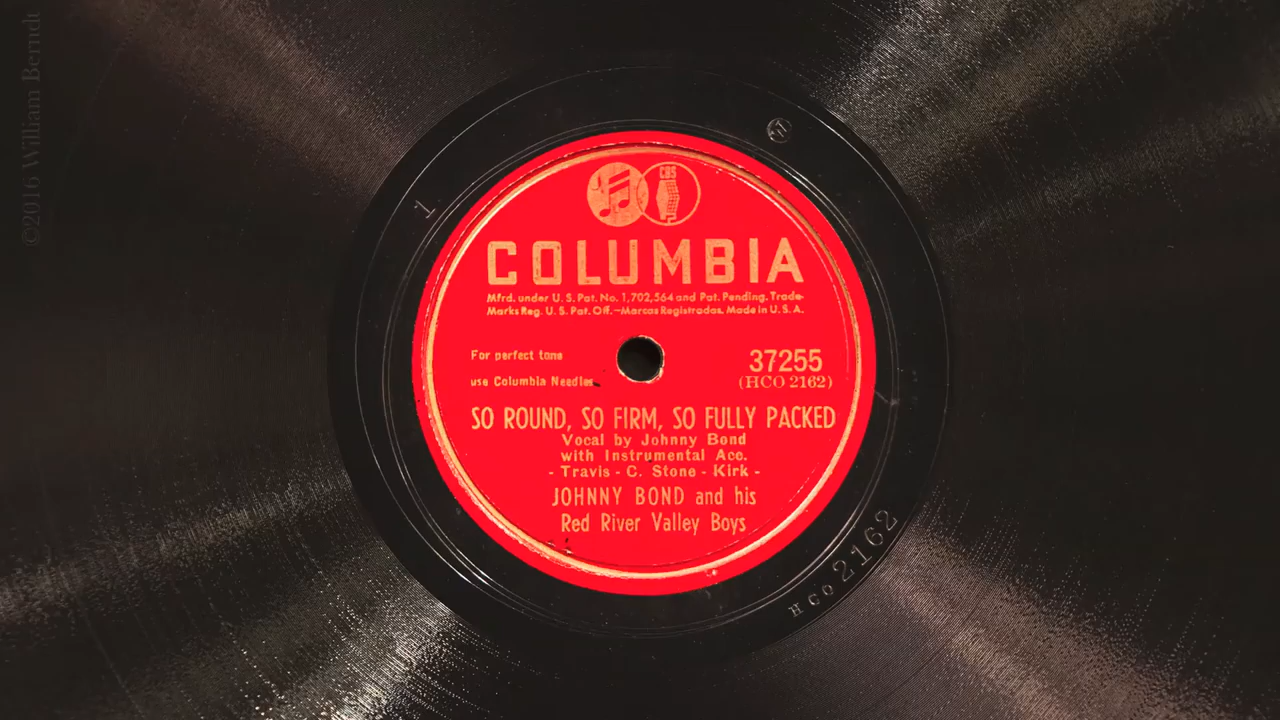 ©2016 William Berndt
1
CBS
COLUMBIA
Mfrd. under U.S. Pat. No. 1,702,564 and Pat. Pending. Trade-
Marks Reg. U. S. Pat. Off.—Marcas Registradas. Made in U. S. A.
For perfect tone
use Columbia Needles
37255
(HCO 2162)
SO ROUND, SO FIRM, SO FULLY PACKED
Vocal by Johnny Bond
with Instrumental Acc.
- Travis - C. Stone - Kirk -
JOHNNY BOND and his
Red River Valley Boys
HCO 2162